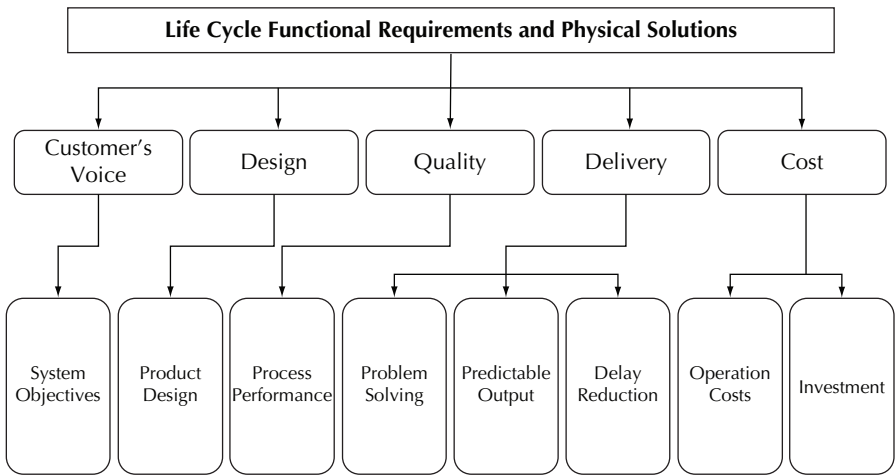 Life Cycle Functional Requirements and Physical Solutions
Customer’s
Voice
Design
Quality
Delivery
Cost
System
Objectives
Product
Design
Process
Performance
Problem
Solving
Predictable
Output
Delay
Reduction
Operation
Costs
Investment